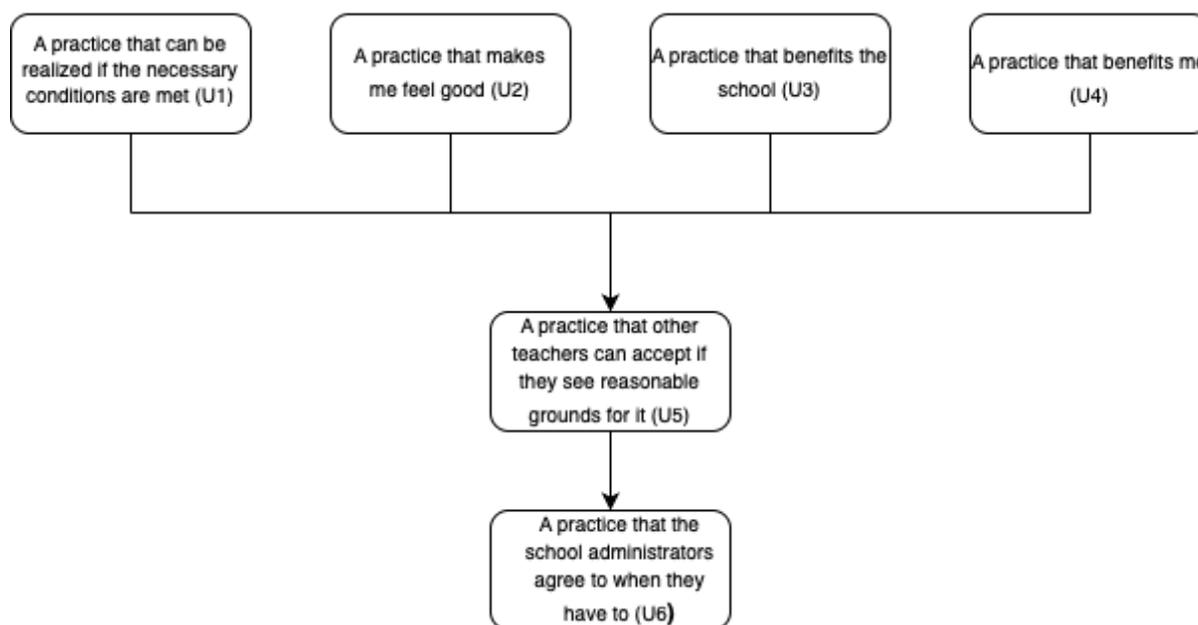 A practice that can be
realized if the necessary
conditions are met (U1)
A practice that makes
me feel good (U2)
A practice that benefits the
school (U3)
A practice that benefits me
(U4)
A practice that other
teachers can accept if
they see reasonable
grounds for it (U5)
A practice that the
school administrators
agree to when they
have to (U6)